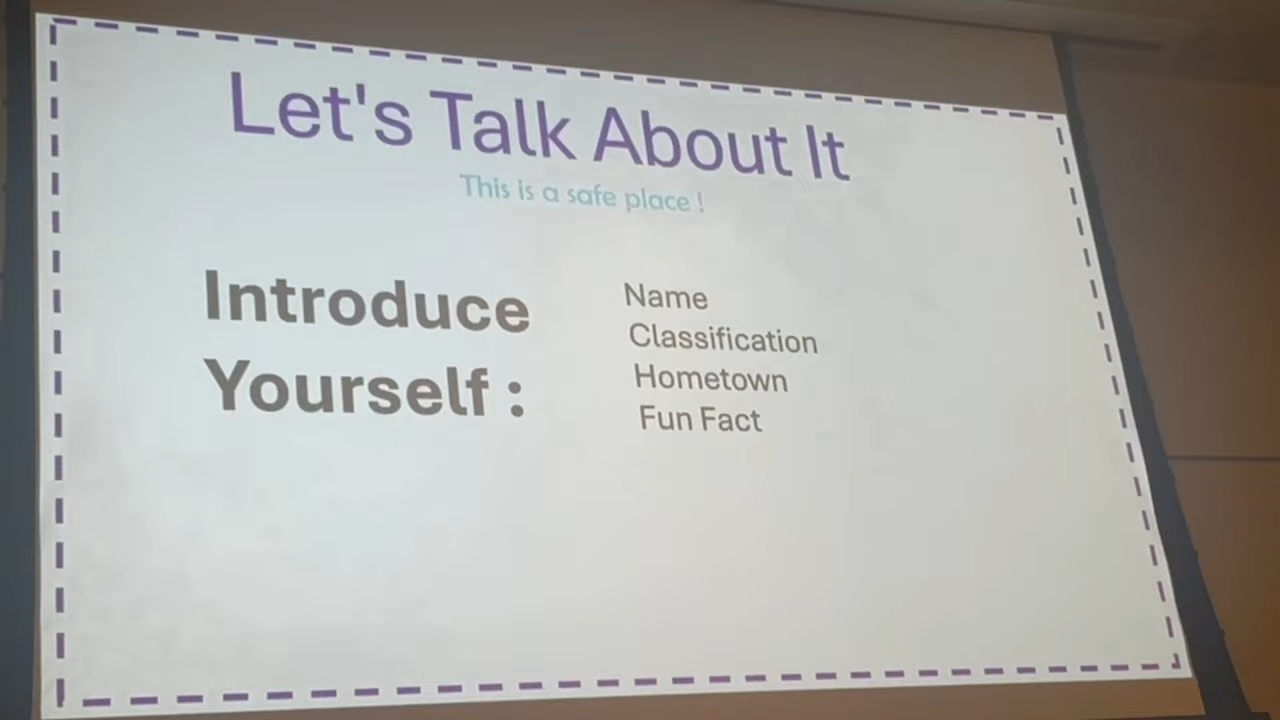 Let's Talk About It
This is a safe place !
Introduce
Yourself :
Name
Classification
Hometown
Fun Fact